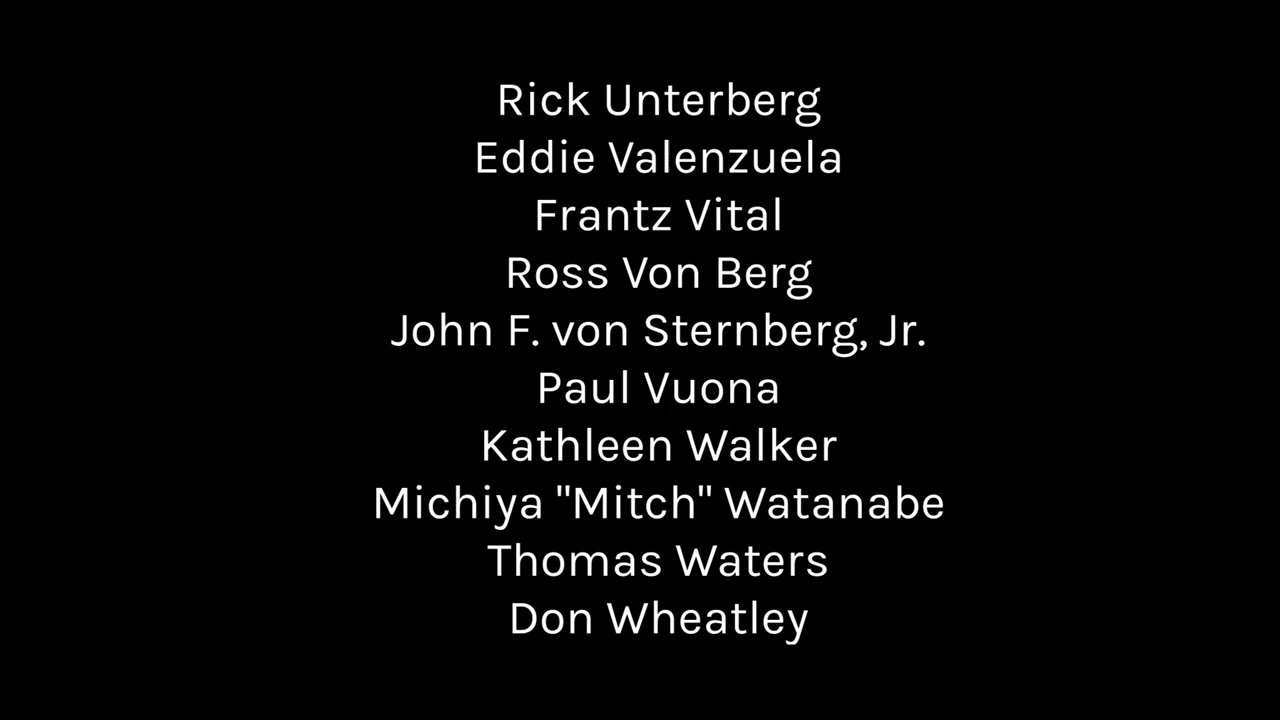 Rick Unterberg
Eddie Valenzuela
Frantz Vital
Ross Von Berg
John F. von Sternberg, Jr.
Paul Vuona
Kathleen Walker
Michiya "Mitch" Watanabe
Thomas Waters
Don Wheatley